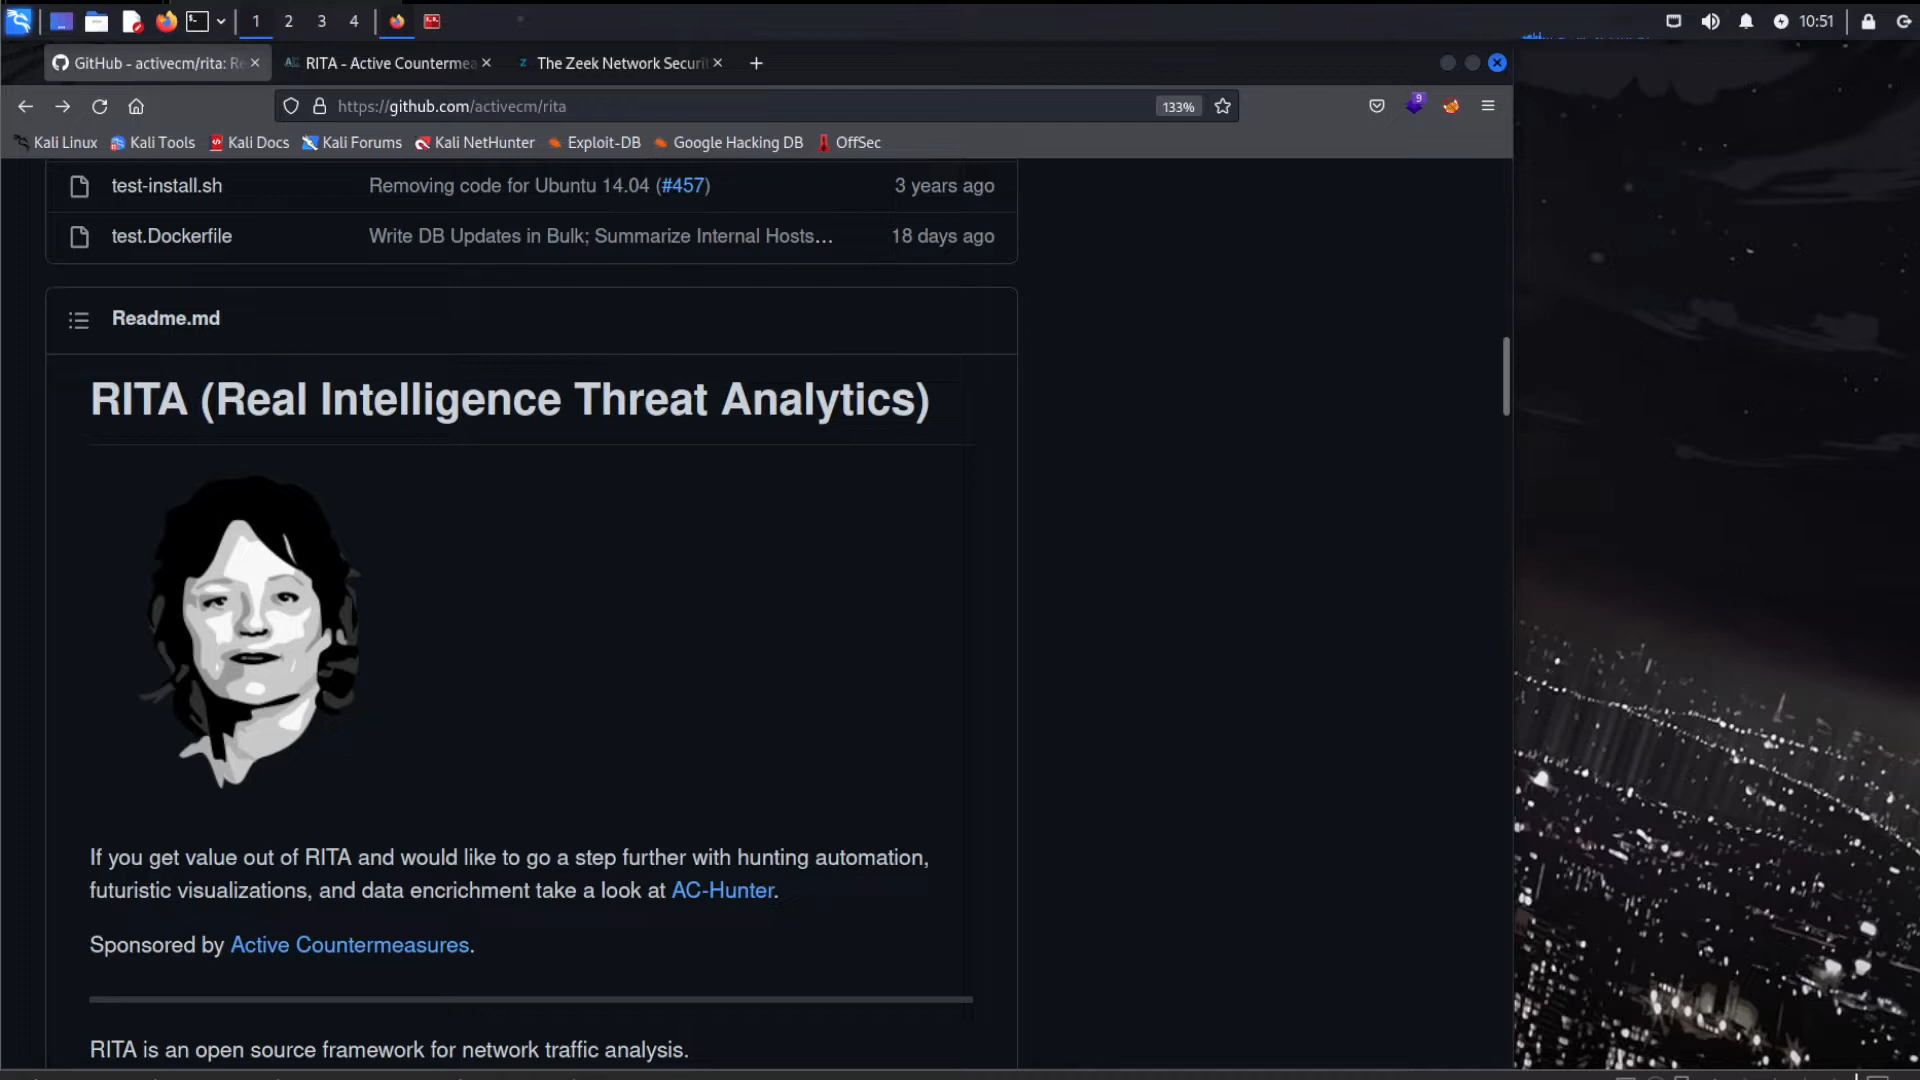 1 2 3 4
10:51
GitHub - activecm/rita: Re
RITA - Active Countermea
The Zeek Network Securit
https://github.com/activecm/rita
133%
9
Kali Linux Kali Tools Kali Docs Kali Forums Kali NetHunter Exploit-DB Google Hacking DB OffSec
test-install.sh Removing code for Ubuntu 14.04 (#457) 3 years ago
test.Dockerfile Write DB Updates in Bulk; Summarize Internal Hosts… 18 days ago
Readme.md
RITA (Real Intelligence Threat Analytics)
If you get value out of RITA and would like to go a step further with hunting automation,
futuristic visualizations, and data encrichment take a look at AC-Hunter.
Sponsored by Active Countermeasures.
RITA is an open source framework for network traffic analysis.